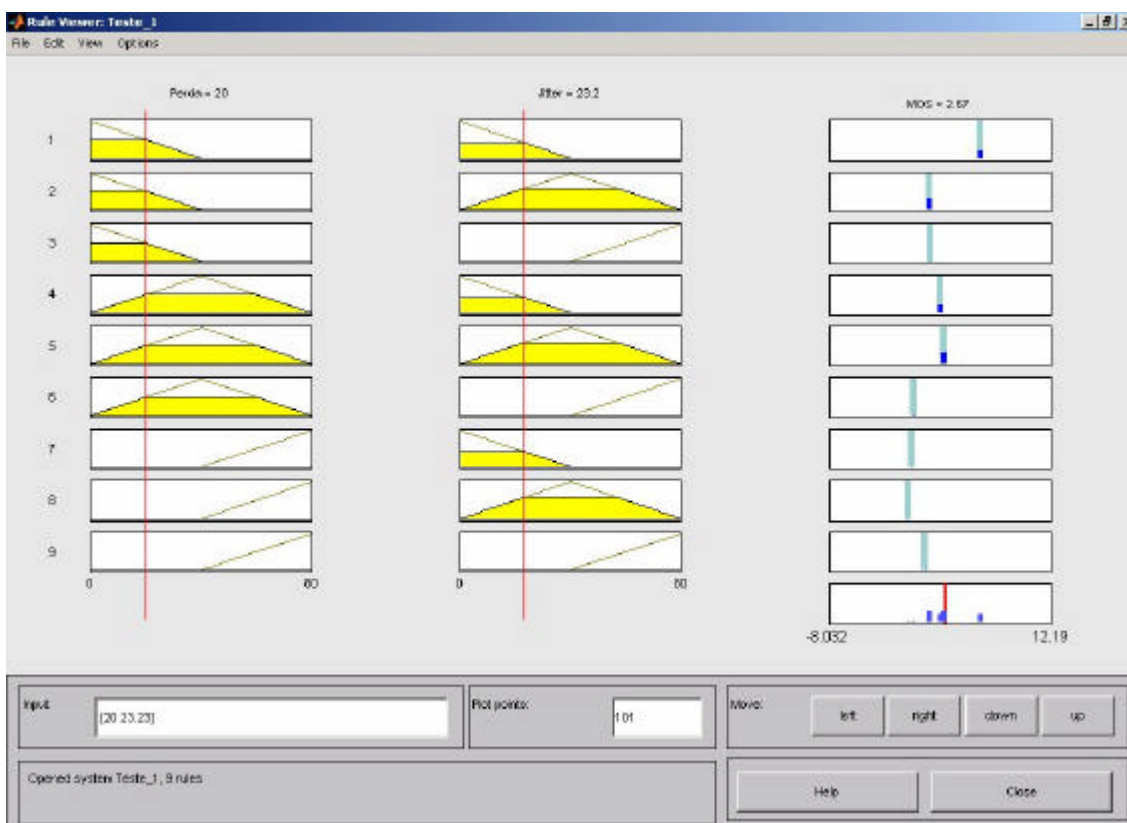 Rule Viewer: Teste_1
File Edit View Options
Perda = 20
Jitter = 23.2
MOS = 2.67
1
2
3
4
5
6
7
8
9
0 80
0 80
-8.032 12.19
Input:
[20 23.23]
Plot points:
101
Move:
left
right
down
up
Opened system Teste_1, 9 rules
Help
Close